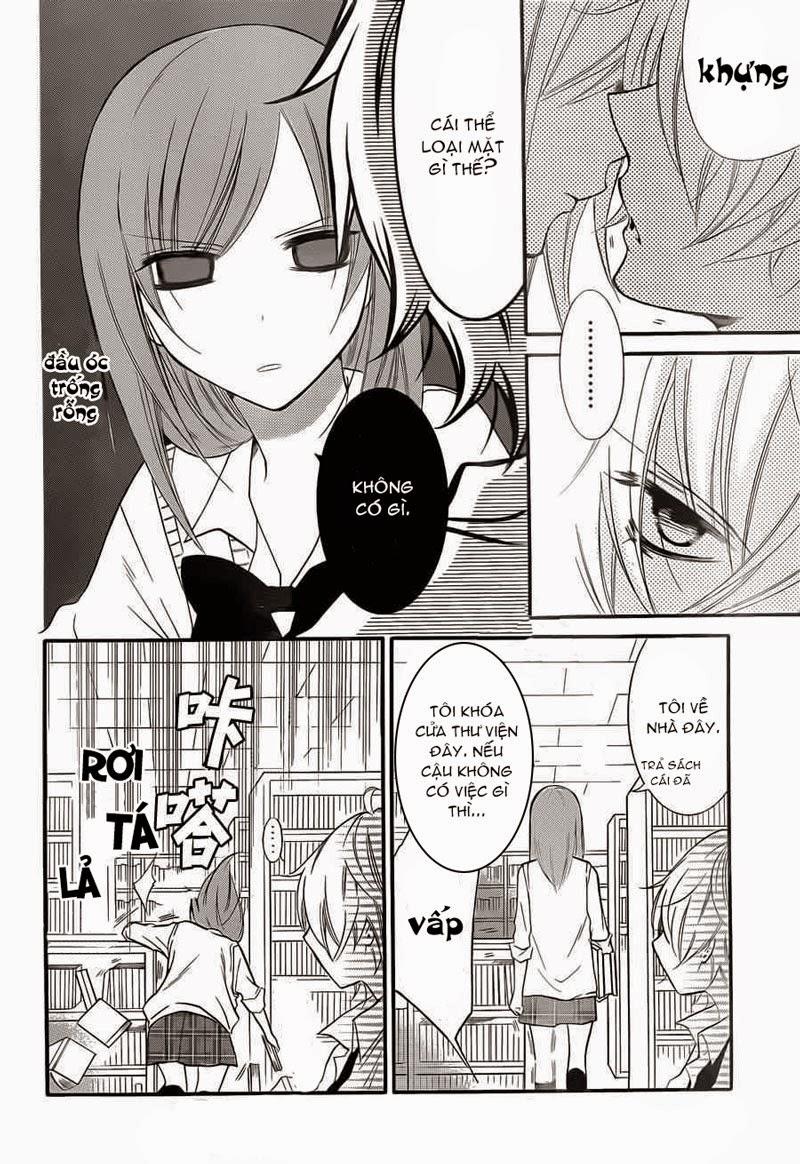 khựng
.........
CÁI THỂ
LOẠI MẶT
GÌ THẾ?
KHÔNG
CÓ GÌ.
đầu óc
trống
rỗng
TÔI VỀ
NHÀ ĐÂY.
TRẢ SÁCH
CÁI ĐÃ
TÔI KHÓA
CỬA THƯ VIỆN
ĐÂY. NẾU
CẬU KHÔNG
CÓ VIỆC GÌ
THÌ...
vấp
......
咔
嗒
RƠI
TÁ
LẢ